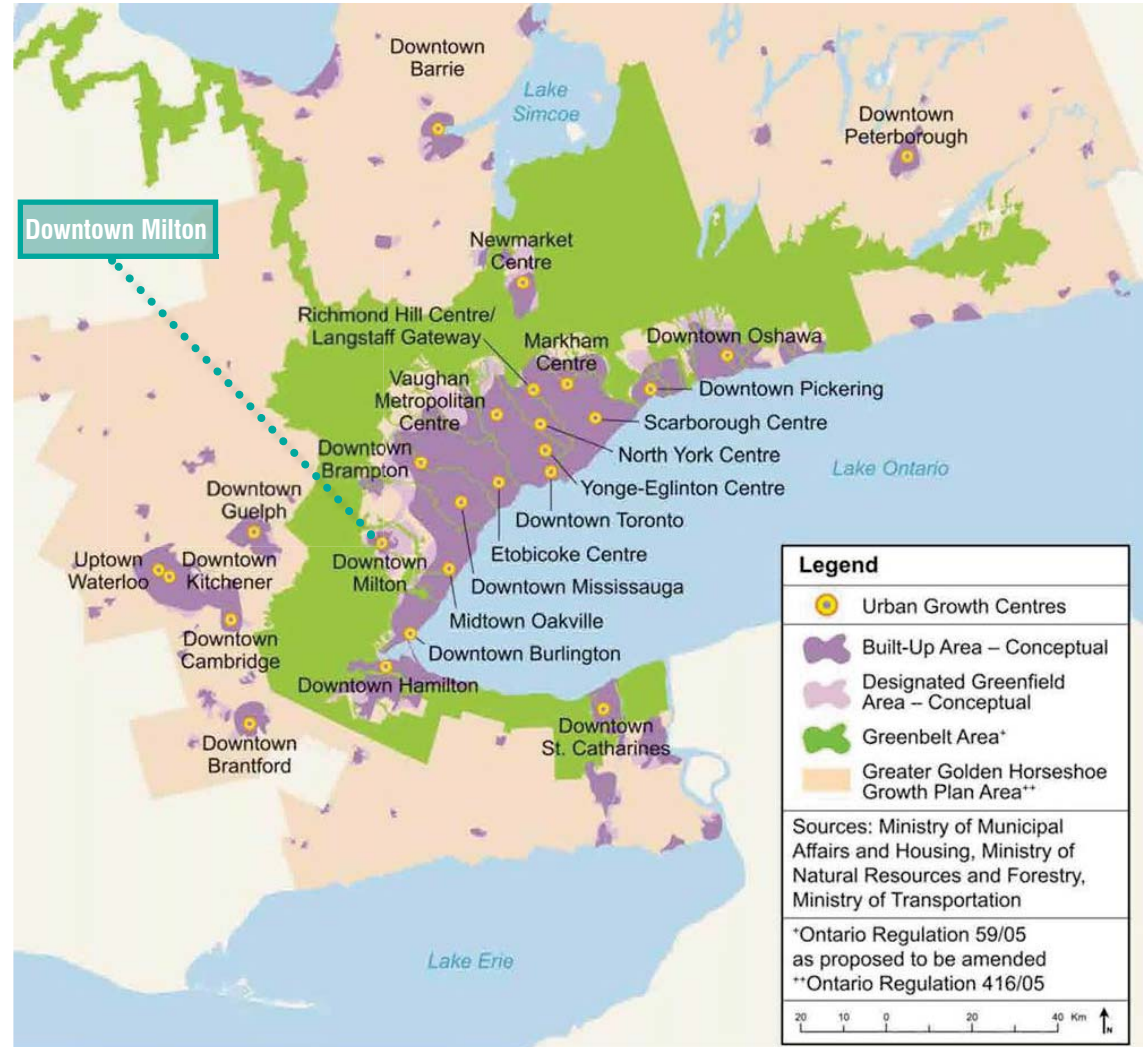 Downtown
Barrie
Lake
Simcoe
Downtown
Peterborough
Downtown Milton
Newmarket
Centre
Richmond Hill Centre/
Langstaff Gateway
Markham
Centre
Downtown Oshawa
Vaughan
Metropolitan
Centre
Downtown Pickering
Scarborough Centre
Downtown
Brampton
North York Centre
Lake Ontario
Yonge-Eglinton Centre
Downtown
Guelph
Downtown Toronto
Etobicoke Centre
Uptown
Waterloo
Downtown
Kitchener
Downtown
Milton
Downtown Mississauga
Midtown Oakville
Downtown
Cambridge
Downtown Burlington
Downtown Hamilton
Downtown
St. Catharines
Downtown
Brantford
Lake Erie
Legend
Urban Growth Centres
Built-Up Area – Conceptual
Designated Greenfield
Area – Conceptual
Greenbelt Area+
Greater Golden Horseshoe
Growth Plan Area++
Sources: Ministry of Municipal
Affairs and Housing, Ministry of
Natural Resources and Forestry,
Ministry of Transportation
+Ontario Regulation 59/05
as proposed to be amended
++Ontario Regulation 416/05
20 10 0 20 40 Km
N